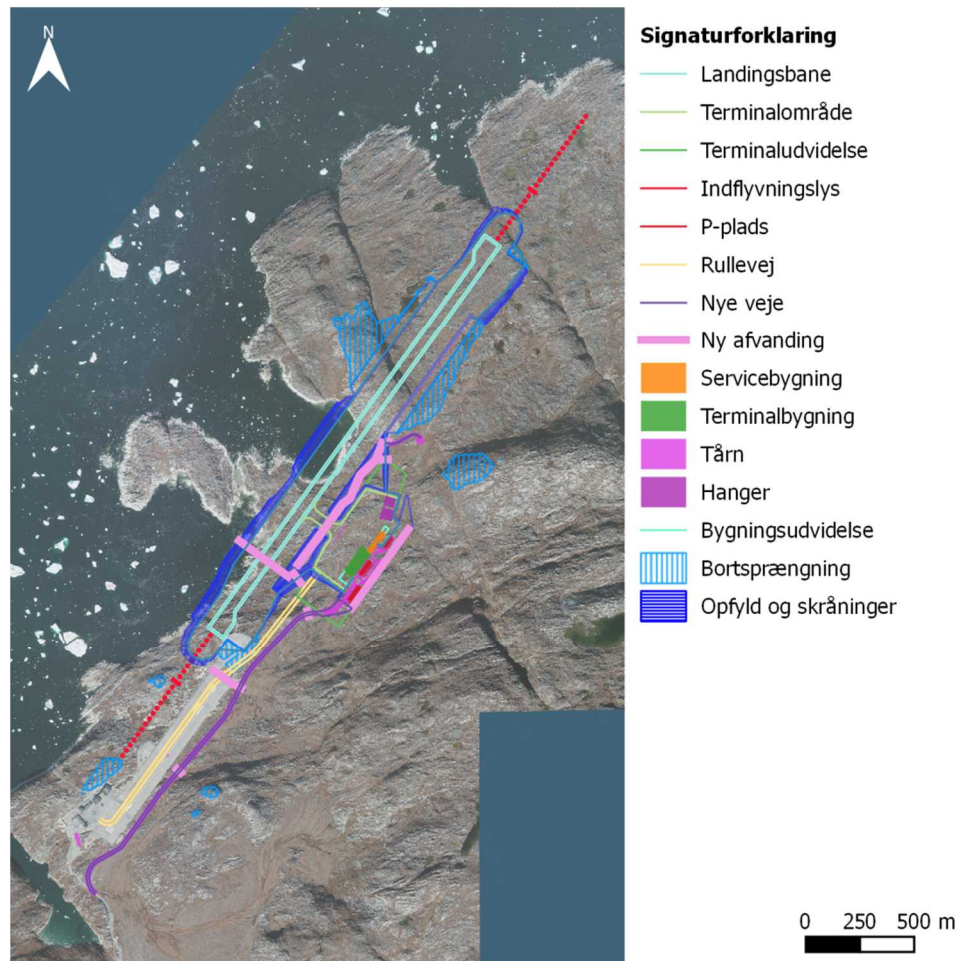 N
Signaturforklaring
Landingsbane
Terminalområde
Terminaludvidelse
Indflyvningslys
P-plads
Rullevej
Nye veje
Ny afvanding
Servicebygning
Terminalbygning
Tårn
Hanger
Bygningsudvidelse
Bortsprængning
Opfyld og skråninger
0 250 500 m